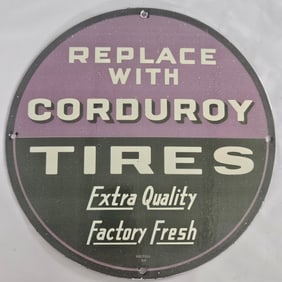 REPLACE
WITH
CORDUROY
TIRES
Extra Quality
Factory Fresh